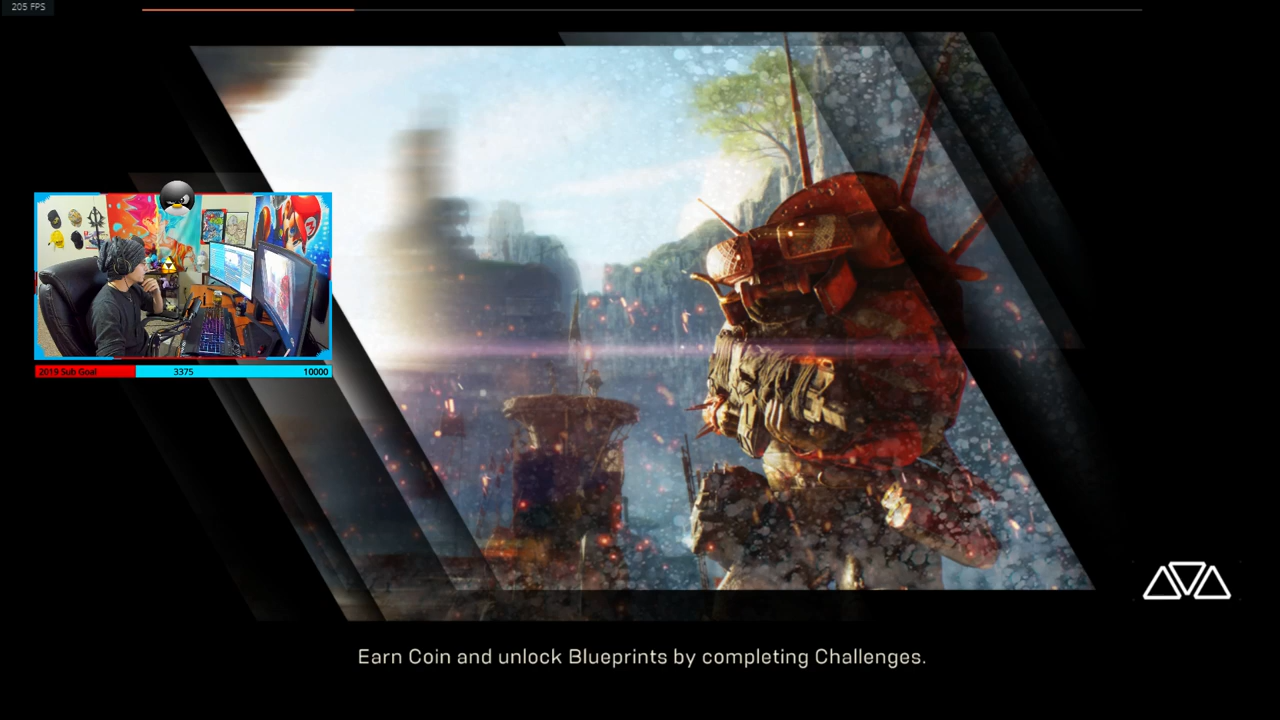 205 FPS
2019 Sub Goal 3375 10000
Earn Coin and unlock Blueprints by completing Challenges.